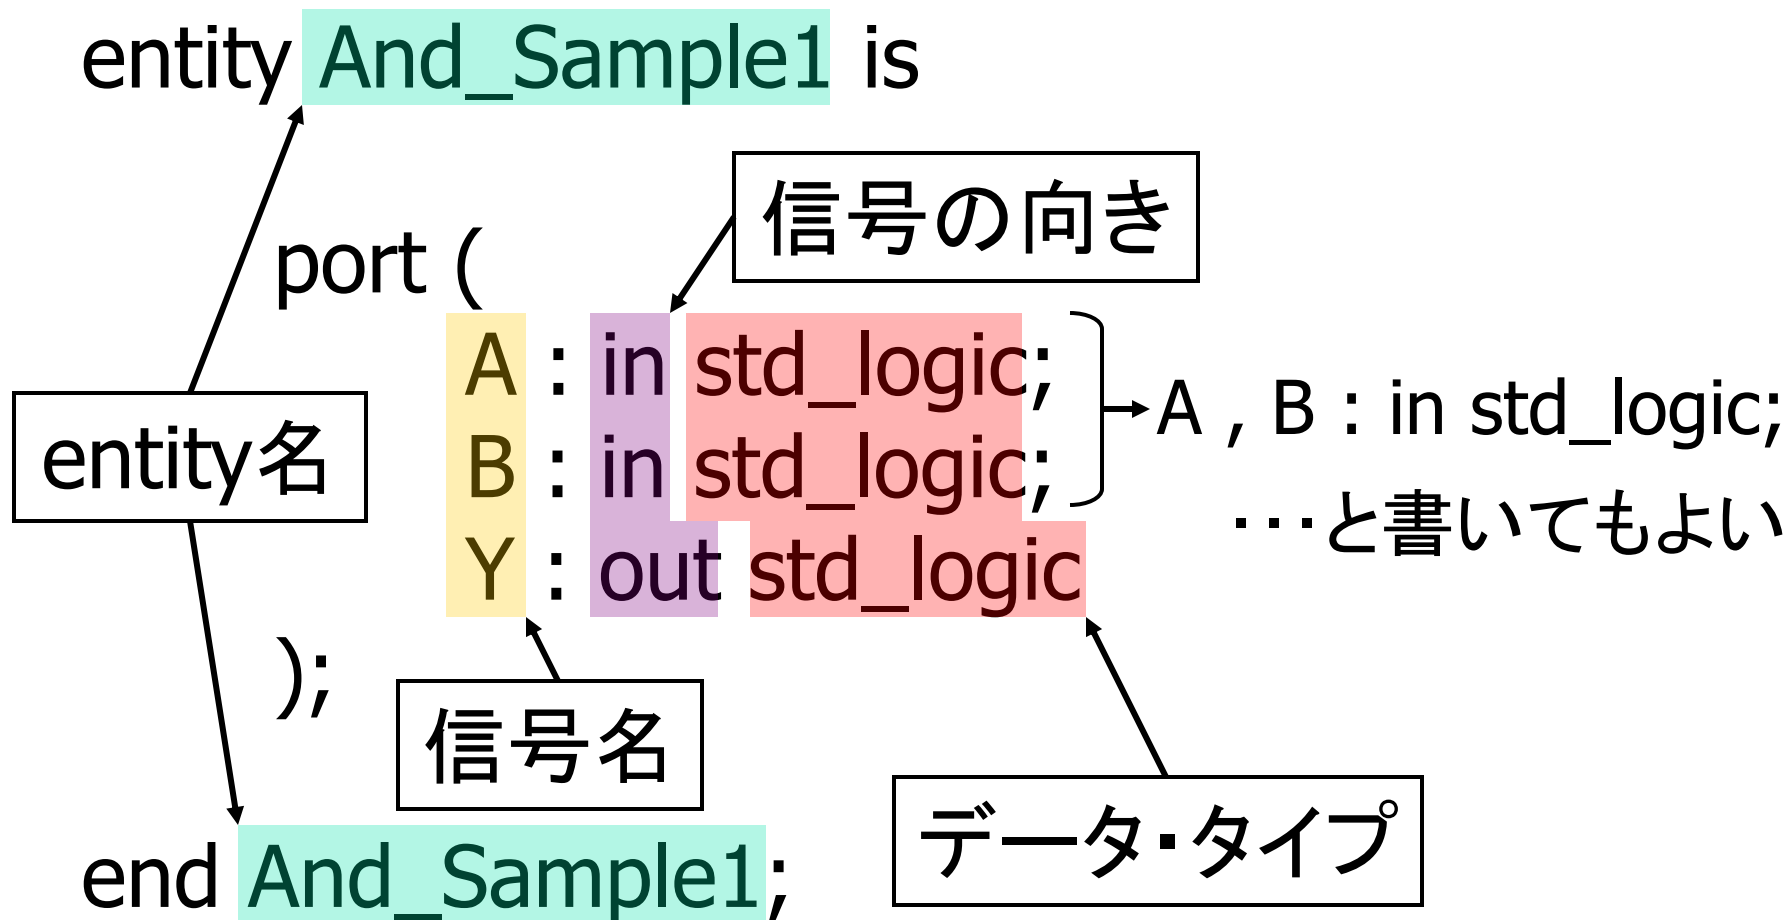 entity And_Sample1 is
信号の向き
port (
A : in std_logic;
B : in std_logic;
Y : out std_logic
);
A , B : in std_logic;
･･･と書いてもよい
entity名
信号名
データ・タイプ
end And_Sample1;